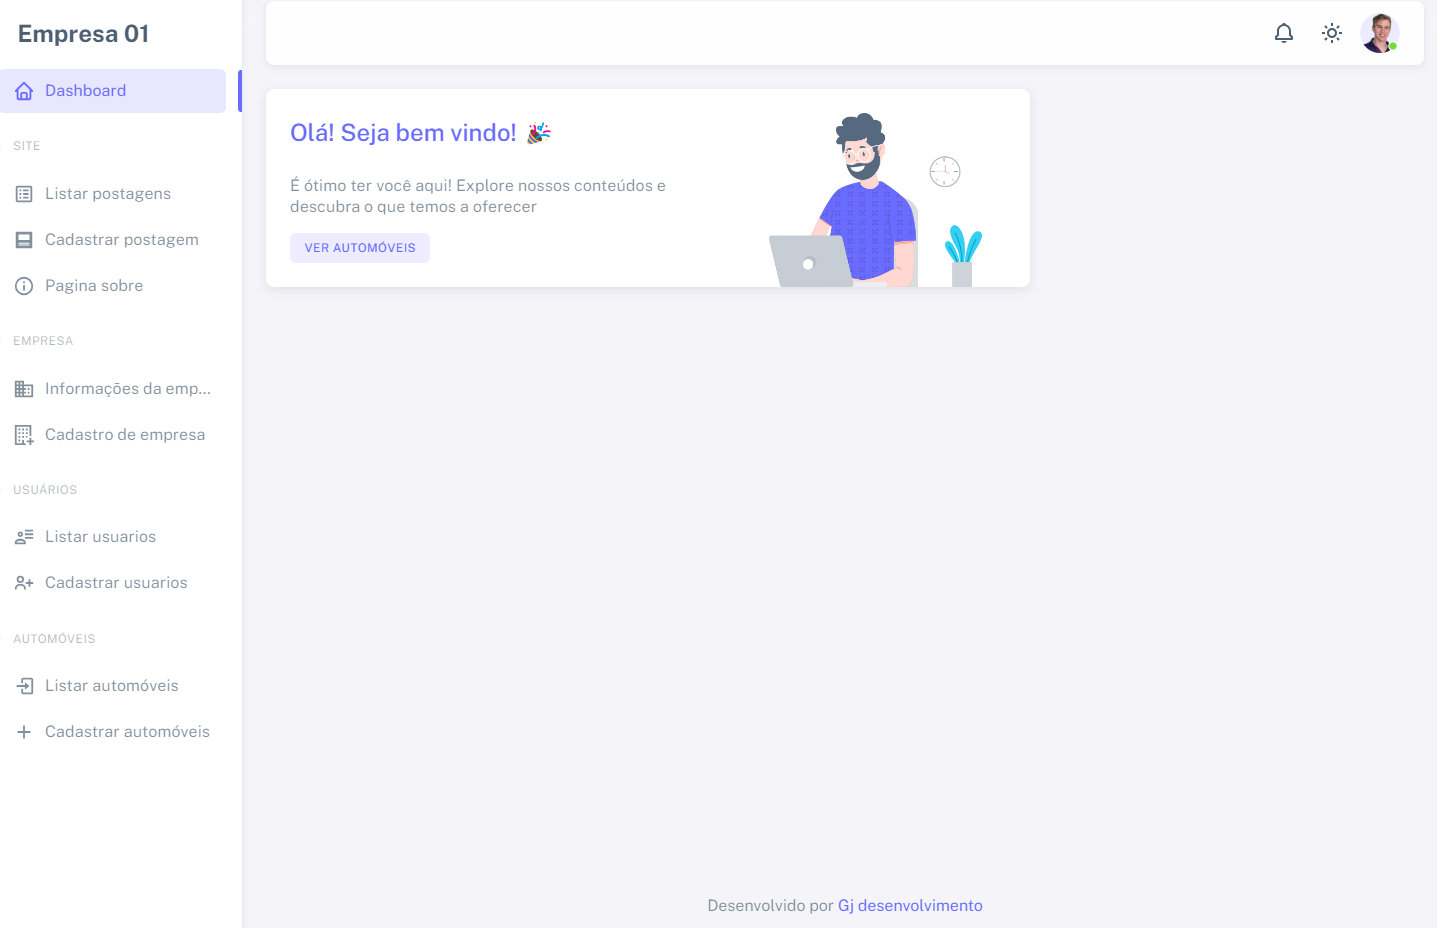 Empresa 01
Dashboard
SITE
Listar postagens
Cadastrar postagem
Pagina sobre
EMPRESA
Informações da emp...
Cadastro de empresa
USUÁRIOS
Listar usuarios
Cadastrar usuarios
AUTOMÓVEIS
Listar automóveis
Cadastrar automóveis
Olá! Seja bem vindo! 🎉
É ótimo ter você aqui! Explore nossos conteúdos e
descubra o que temos a oferecer
VER AUTOMÓVEIS
Desenvolvido por Gj desenvolvimento